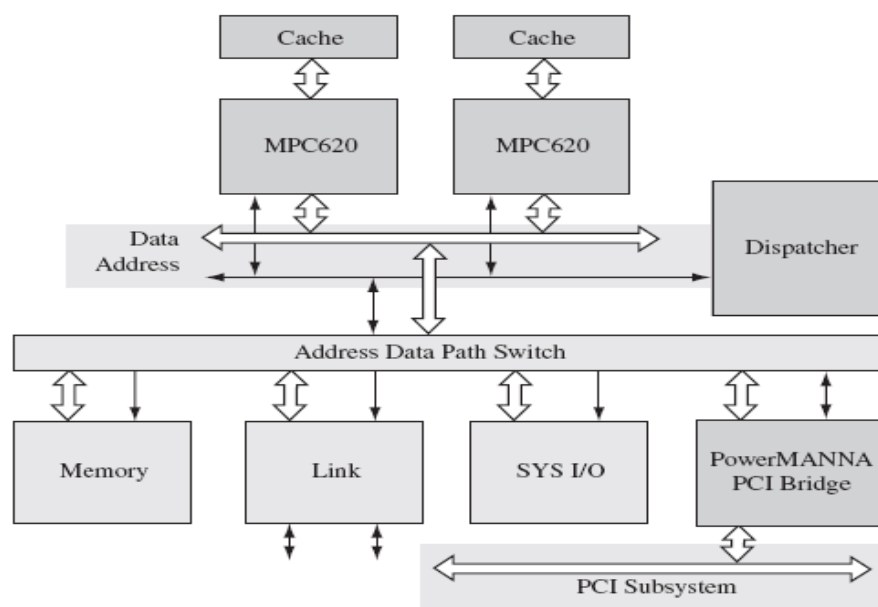 Cache
Cache
MPC620
MPC620
Data
Address
Dispatcher
Address Data Path Switch
Memory
Link
SYS I/O
PowerMANNA
PCI Bridge
PCI Subsystem